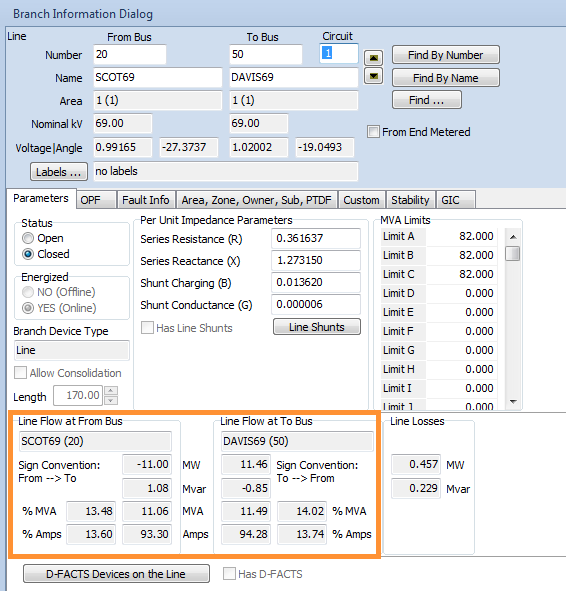 Branch Information Dialog
Line From Bus To Bus Circuit
Number 20 50 1 Find By Number
Name SCOT69 DAVIS69 Find By Name
Area 1 (1) 1 (1) Find ...
Nominal kV 69.00 69.00 From End Metered
Voltage|Angle 0.99165 -27.3737 1.02002 -19.0493
Labels ... no labels
Parameters OPF Fault Info Area, Zone, Owner, Sub, PTDF Custom Stability GIC
Status
Open
Closed
Energized
NO (Offline)
YES (Online)
Branch Device Type
Line
Allow Consolidation
Length 170.00
Per Unit Impedance Parameters
Series Resistance (R) 0.361637
Series Reactance (X) 1.273150
Shunt Charging (B) 0.013620
Shunt Conductance (G) 0.000006
Has Line Shunts Line Shunts
MVA Limits
Limit A 82.000
Limit B 82.000
Limit C 82.000
Limit D 0.000
Limit E 0.000
Limit F 0.000
Limit G 0.000
Limit H 0.000
Limit I 0.000
Limit J 0.000
Line Flow at From Bus
SCOT69 (20)
Sign Convention:
From --> To
-11.00 MW
1.08 Mvar
% MVA 13.48 11.06 MVA
% Amps 13.60 93.30 Amps
Line Flow at To Bus
DAVIS69 (50)
11.46 Sign Convention:
To --> From
-0.85
11.49 14.02 % MVA
94.28 13.74 % Amps
Line Losses
0.457 MW
0.229 Mvar
D-FACTS Devices on the Line Has D-FACTS